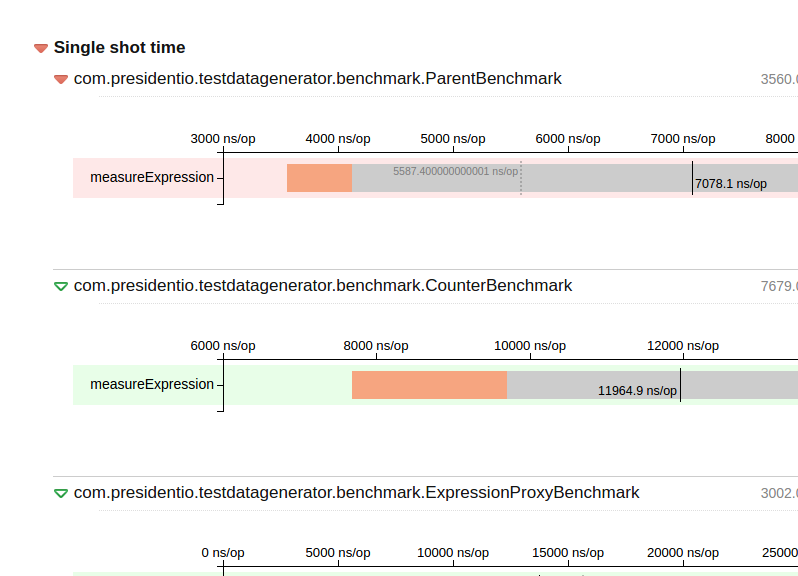 Single shot time
com.presidentio.testdatagenerator.benchmark.ParentBenchmark 3560.0
3000 ns/op 4000 ns/op 5000 ns/op 6000 ns/op 7000 ns/op 8000
measureExpression 5587.400000000001 ns/op 7078.1 ns/op
com.presidentio.testdatagenerator.benchmark.CounterBenchmark 7679.0
6000 ns/op 8000 ns/op 10000 ns/op 12000 ns/op
measureExpression 11964.9 ns/op
com.presidentio.testdatagenerator.benchmark.ExpressionProxyBenchmark 3002.0
0 ns/op 5000 ns/op 10000 ns/op 15000 ns/op 20000 ns/op 25000